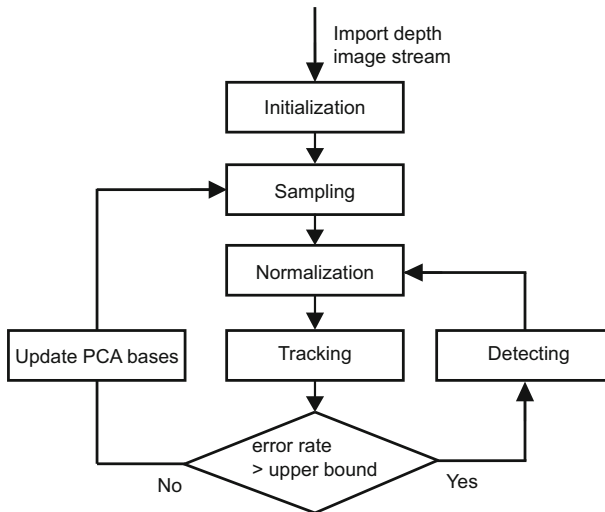 Import depth
image stream
Initialization
Sampling
Normalization
Update PCA bases
Tracking
Detecting
error rate
> upper bound
No
Yes